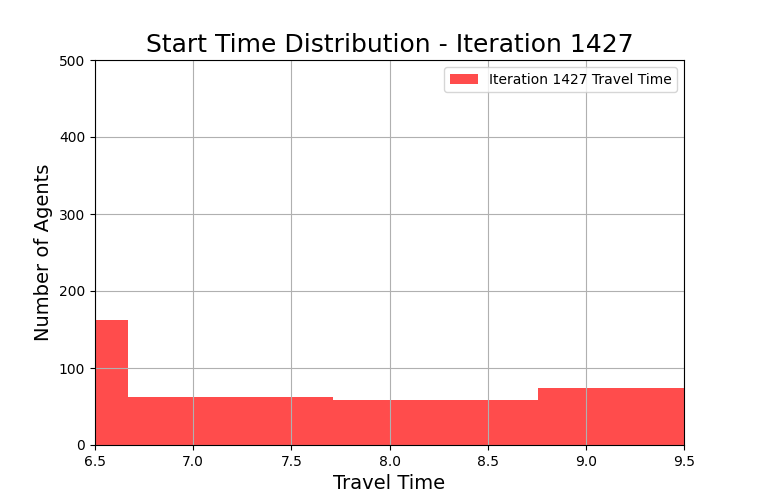 Start Time Distribution - Iteration 1427
500
400
300
200
100
0
Number of Agents
Iteration 1427 Travel Time
6.5 7.0 7.5 8.0 8.5 9.0 9.5
Travel Time